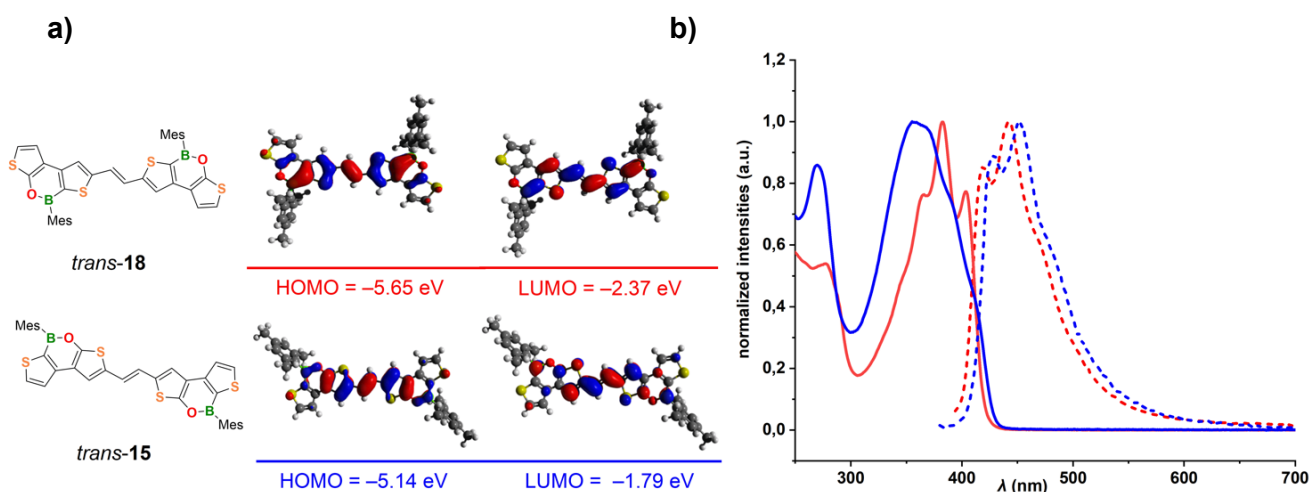 a)
b)
Mes
B
O
S
S
S
S
O
B
Mes
trans-18
HOMO = –5.65 eV
LUMO = –2.37 eV
Mes
B
O
S
S
S
S
O
B
Mes
trans-15
HOMO = –5.14 eV
LUMO = –1.79 eV
normalized intensities (a.u.)
1,2
1,0
0,8
0,6
0,4
0,2
0,0
300 400 500 600 700
λ (nm)